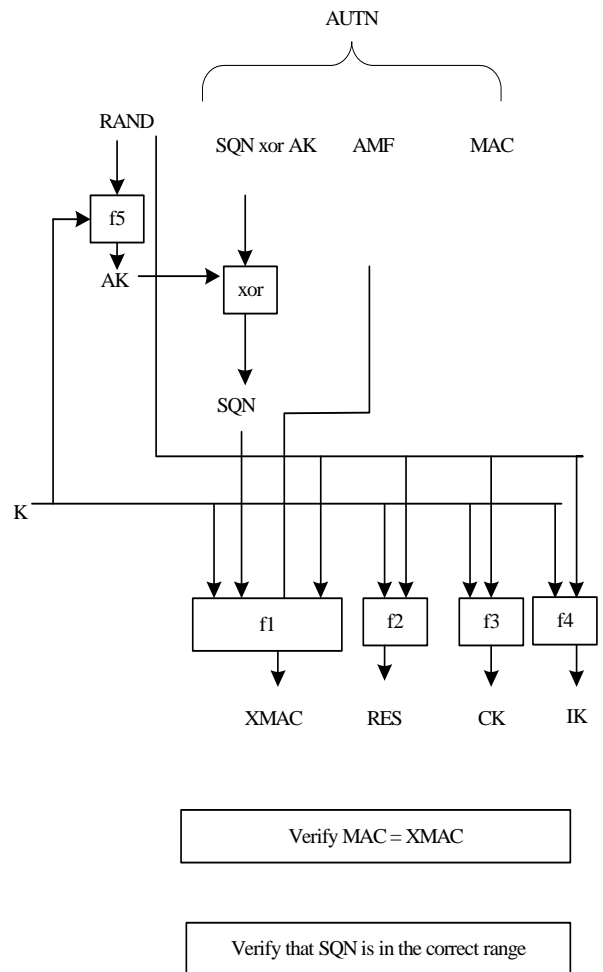 AUTN
RAND
SQN xor AK AMF MAC
f5
AK
xor
SQN
K
f1 f2 f3 f4
XMAC RES CK IK
Verify MAC = XMAC
Verify that SQN is in the correct range